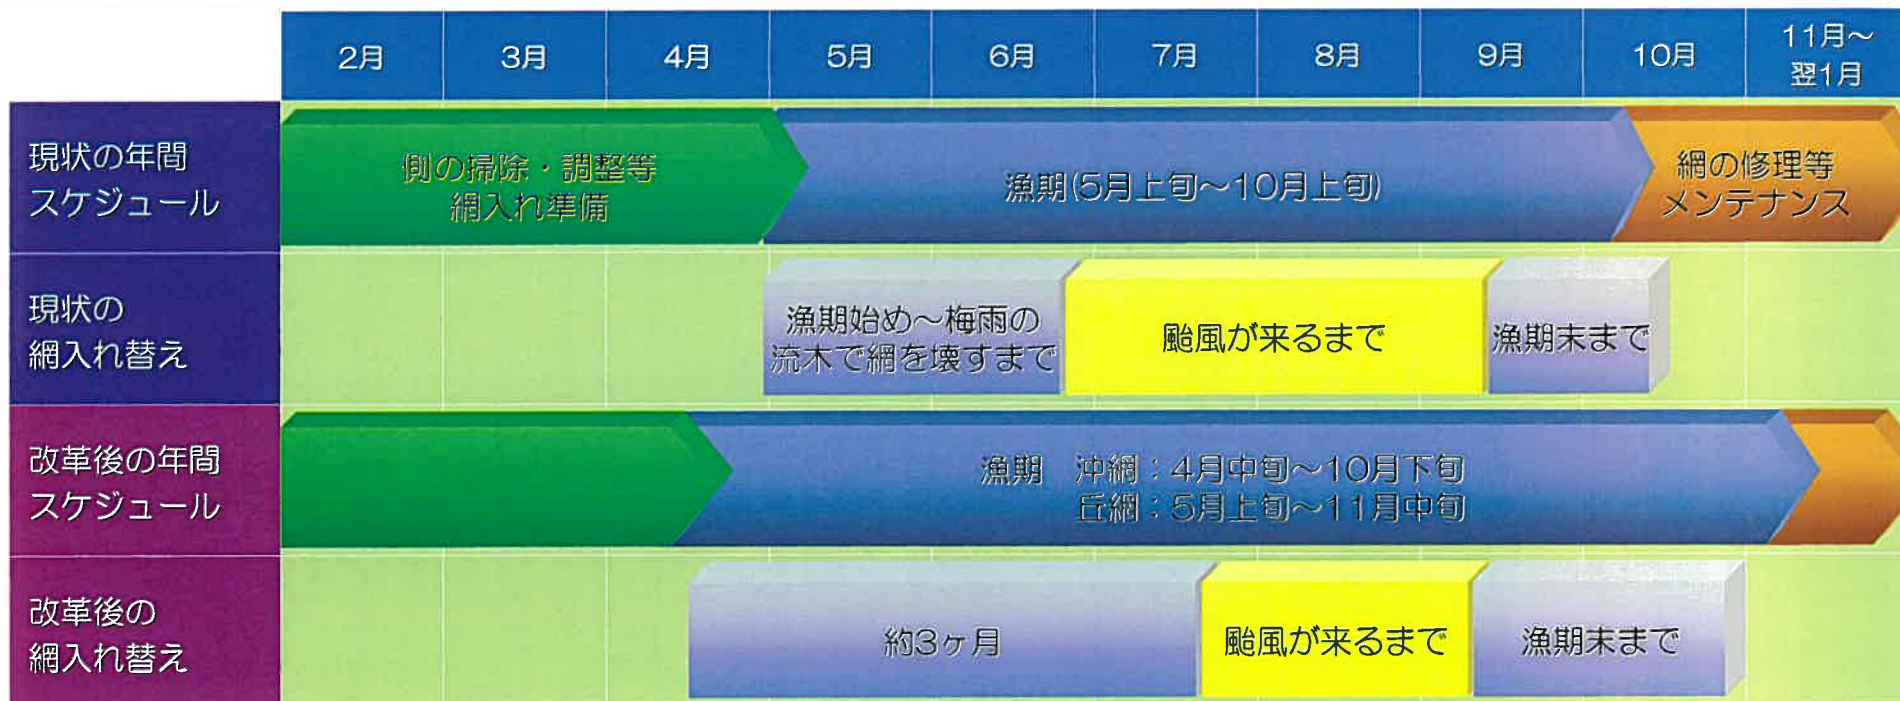 2月 3月 4月 5月 6月 7月 8月 9月 10月 11月～
翌1月
現状の年間
スケジュール
側の掃除・調整等
網入れ準備
漁期(5月上旬～10月上旬)
網の修理等
メンテナンス
現状の
網入れ替え
漁期始め～梅雨の
流木で網を壊すまで
颱風が来るまで
漁期末まで
改革後の年間
スケジュール
漁期　沖網：4月中旬～10月下旬
丘網：5月上旬～11月中旬
改革後の
網入れ替え
約3ヶ月
颱風が来るまで
漁期末まで